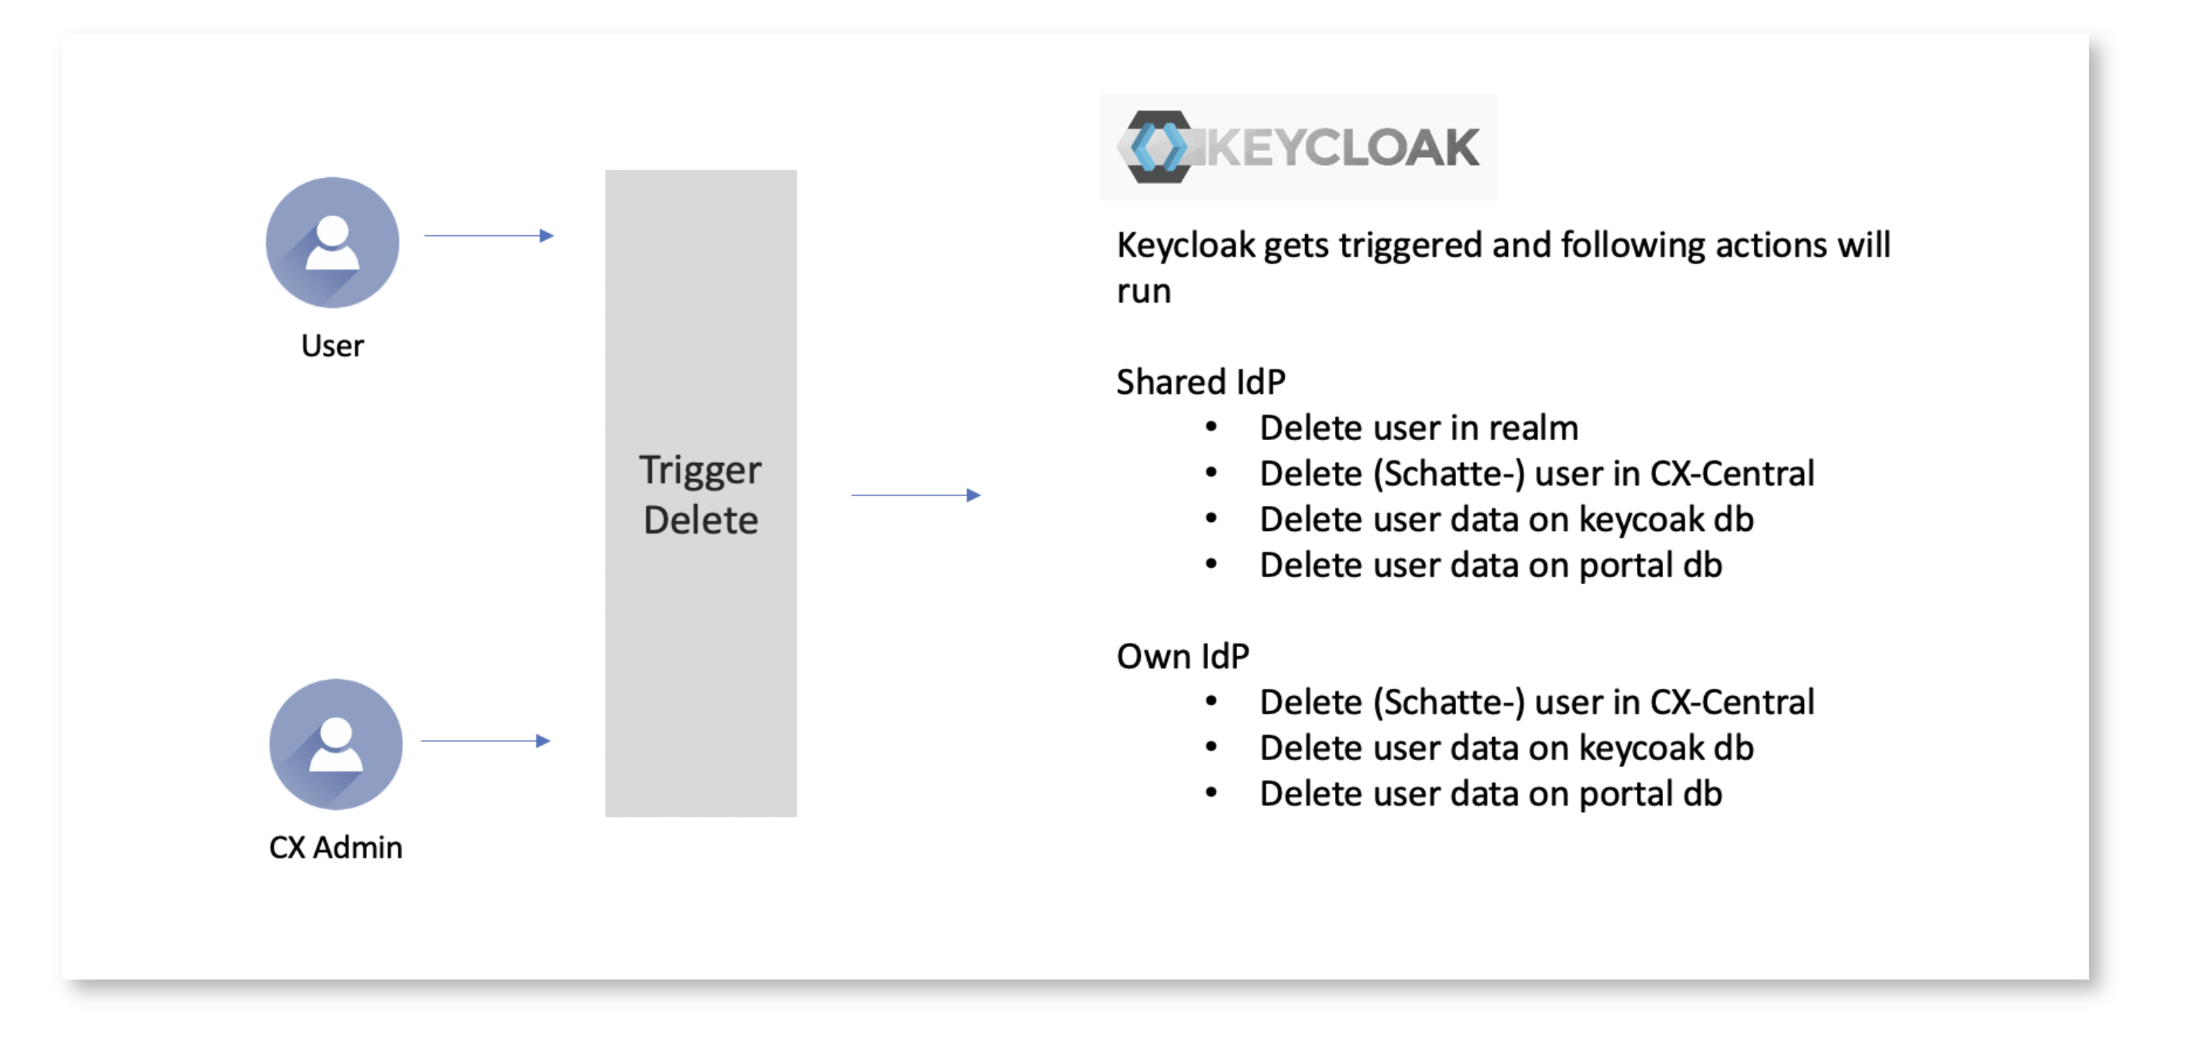 User
CX Admin
Trigger
Delete
KEYCLOAK
Keycloak gets triggered and following actions will
run
Shared IdP
• Delete user in realm
• Delete (Schatte-) user in CX-Central
• Delete user data on keycoak db
• Delete user data on portal db
Own IdP
• Delete (Schatte-) user in CX-Central
• Delete user data on keycoak db
• Delete user data on portal db